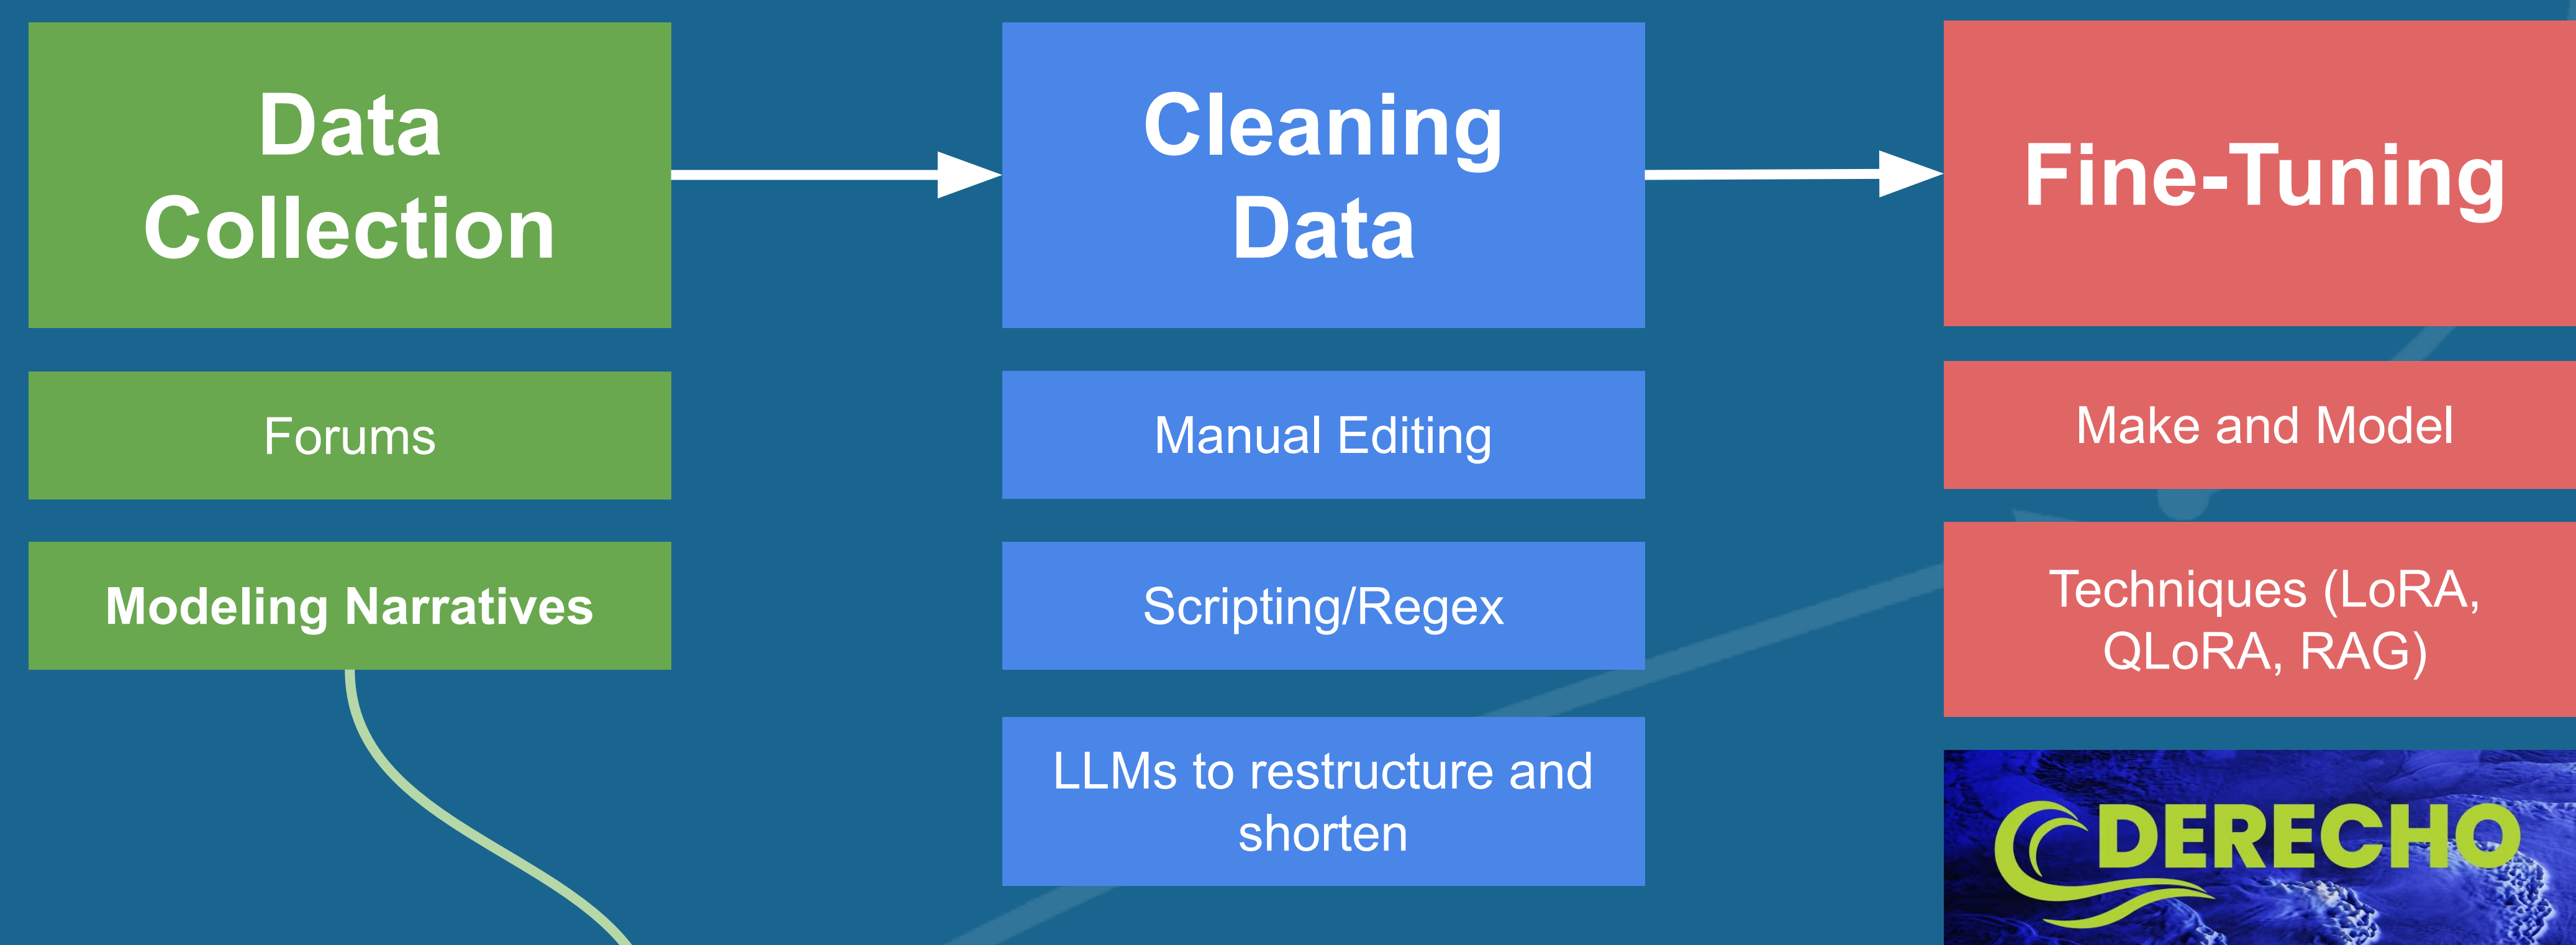 Data
Collection
Forums
Modeling Narratives
Cleaning
Data
Manual Editing
Scripting/Regex
LLMs to restructure and
shorten
Fine-Tuning
Make and Model
Techniques (LoRA,
QLoRA, RAG)
DERECHO